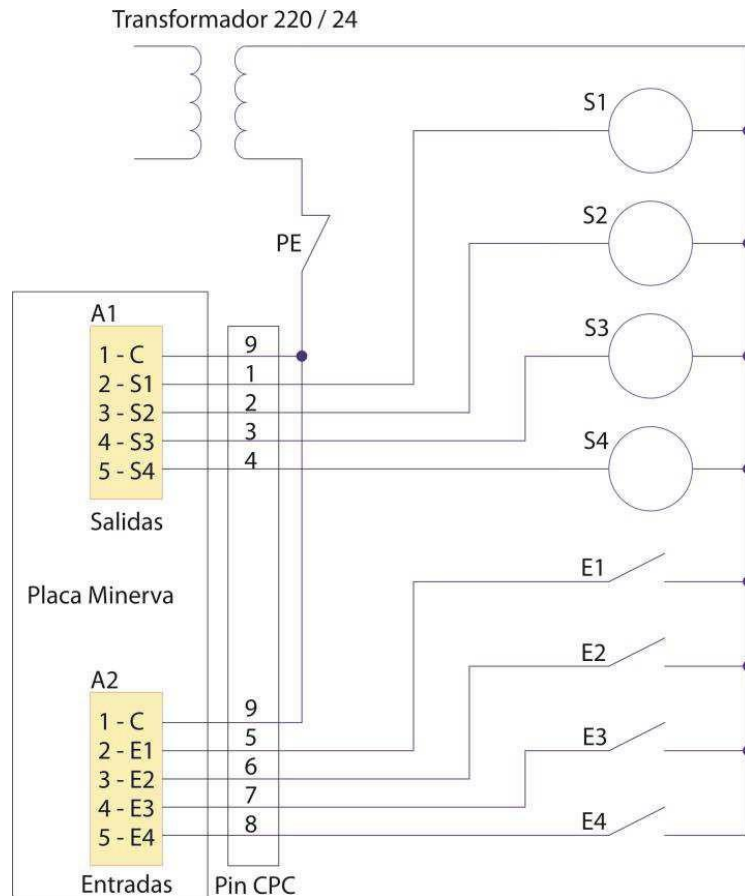 Transformador 220 / 24
S1
S2
PE
A1
S3
1 - C
9
2 - S1
1
3 - S2
2
4 - S3
3
5 - S4
4
S4
Salidas
E1
Placa Minerva
E2
A2
1 - C
9
2 - E1
5
3 - E2
6
4 - E3
7
5 - E4
8
E3
E4
Entradas
Pin CPC